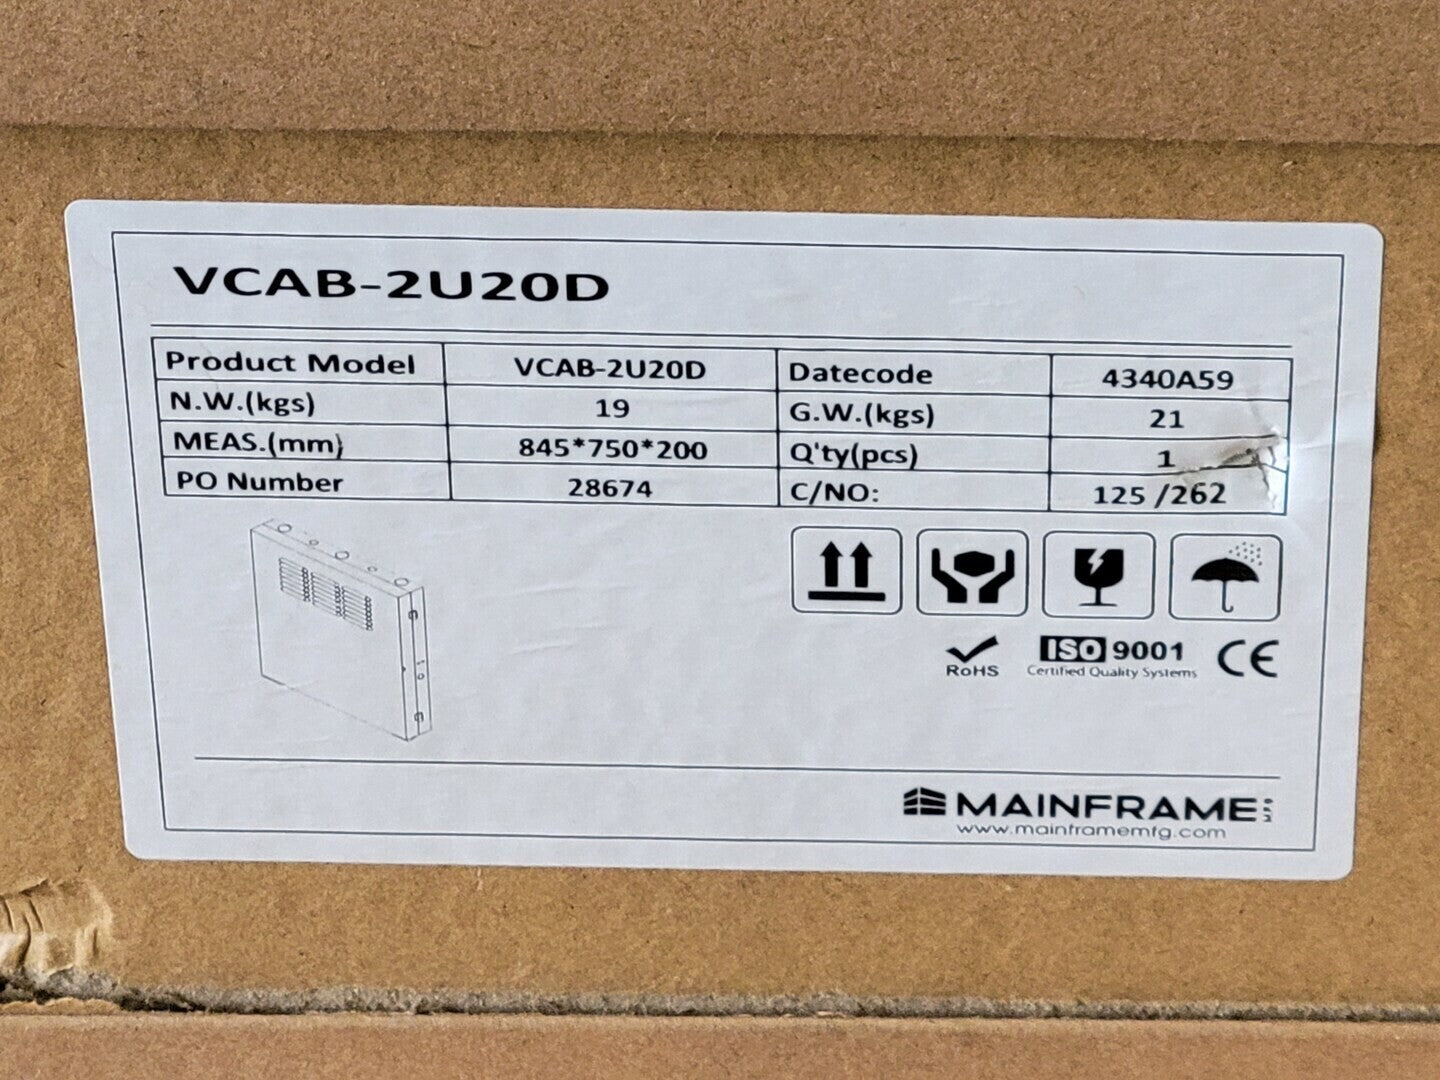 VCAB-2U20D
Product Model VCAB-2U20D Datecode 4340A59
N.W.(kgs) 19 G.W.(kgs) 21
MEAS.(mm) 845*750*200 Q'ty(pcs) 1
PO Number 28674 C/NO: 125 /262
RoHS ISO 9001 CE
Certified Quality Systems
MAINFRAME MFG
www.mainframemfg.com